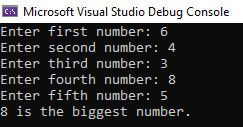 Microsoft Visual Studio Debug Console
Enter first number: 6
Enter second number: 4
Enter third number: 3
Enter fourth number: 8
Enter fifth number: 5
8 is the biggest number.